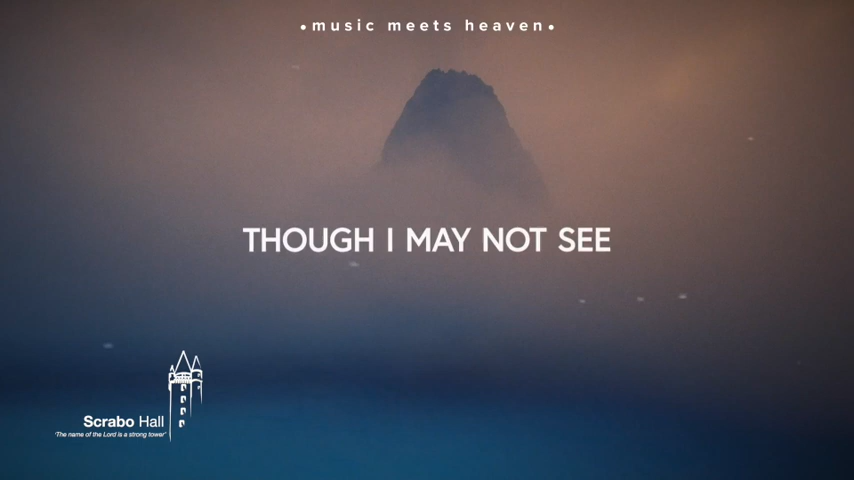 •music meets heaven•
THOUGH I MAY NOT SEE
Scrabo Hall
'The name of the Lord is a strong tower'